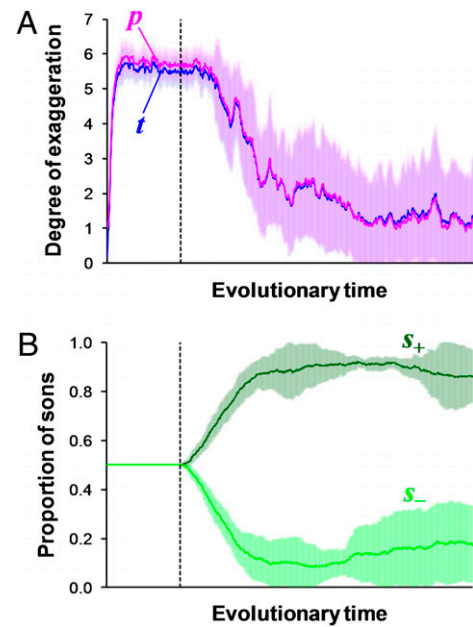 A
Degree of exaggeration
7
6
5
4
3
2
1
0
p
t
Evolutionary time
B
Proportion of sons
1.0
0.8
0.6
0.4
0.2
0.0
s+
s−
Evolutionary time